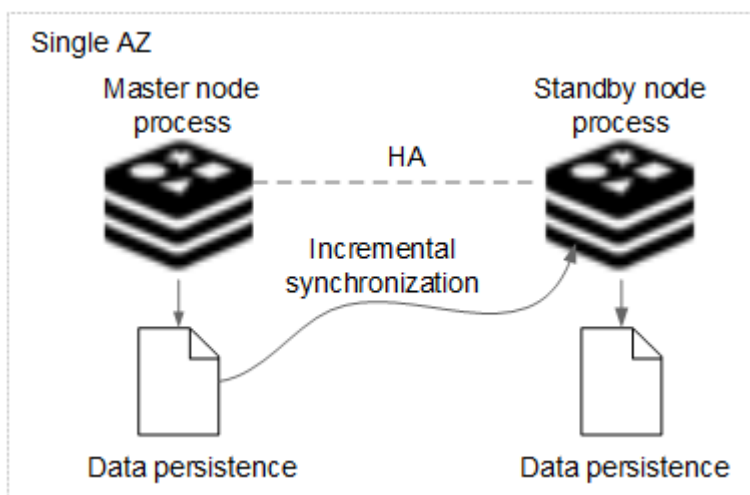 Single AZ
Master node
process
Standby node
process
HA
Incremental
synchronization
Data persistence
Data persistence